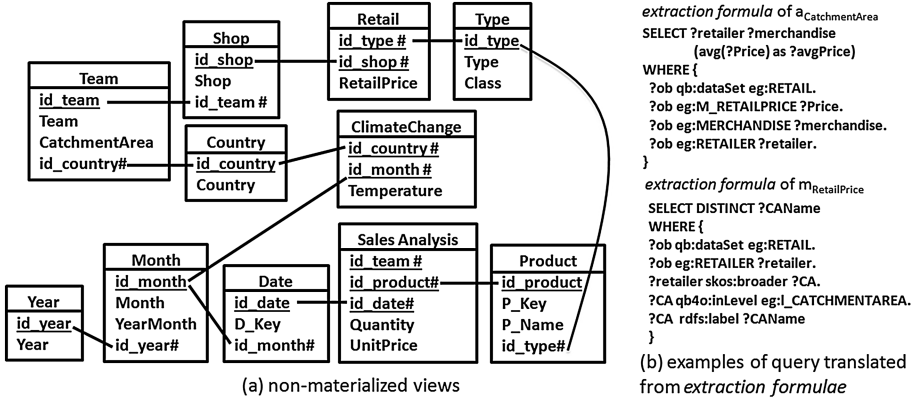 Team
id_team
Team
CatchmentArea
id_country#
Shop
id_shop
Shop
id_team #
Retail
id_type #
id_shop #
RetailPrice
Type
id_type
Type
Class
Country
id_country
Country
ClimateChange
id_country #
id_month #
Temperature
Year
id_year
Year
Month
id_month
Month
YearMonth
id_year#
Date
id_date
D_Key
id_month#
Sales Analysis
id_team #
id_product#
id_date#
Quantity
UnitPrice
Product
id_product
P_Key
P_Name
id_type#
(a) non-materialized views
extraction formula of aCatchmentArea
SELECT ?retailer ?merchandise
(avg(?Price) as ?avgPrice)
WHERE {
?ob qb:dataSet eg:RETAIL.
?ob eg:M_RETAILPRICE ?Price.
?ob eg:MERCHANDISE ?merchandise.
?ob eg:RETAILER ?retailer.
}
extraction formula of mRetailPrice
SELECT DISTINCT ?CAName
WHERE {
?ob qb:dataSet eg:RETAIL.
?ob eg:RETAILER ?retailer.
?retailer skos:broader ?CA.
?CA qb4o:inLevel eg:l_CATCHMENTAREA.
?CA rdfs:label ?CAName
}
(b) examples of query translated
from extraction formulae